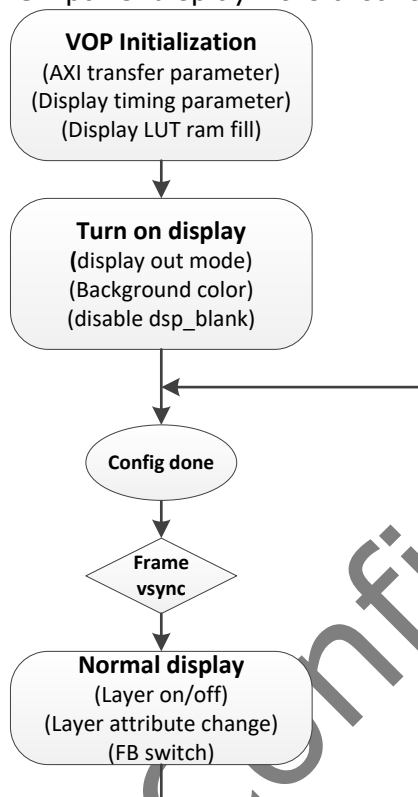 VOP Initialization
(AXI transfer parameter)
(Display timing parameter)
(Display LUT ram fill)
Turn on display
(display out mode)
(Background color)
(disable dsp_blank)
Config done
Frame
vsync
Normal display
(Layer on/off)
(Layer attribute change)
(FB switch)